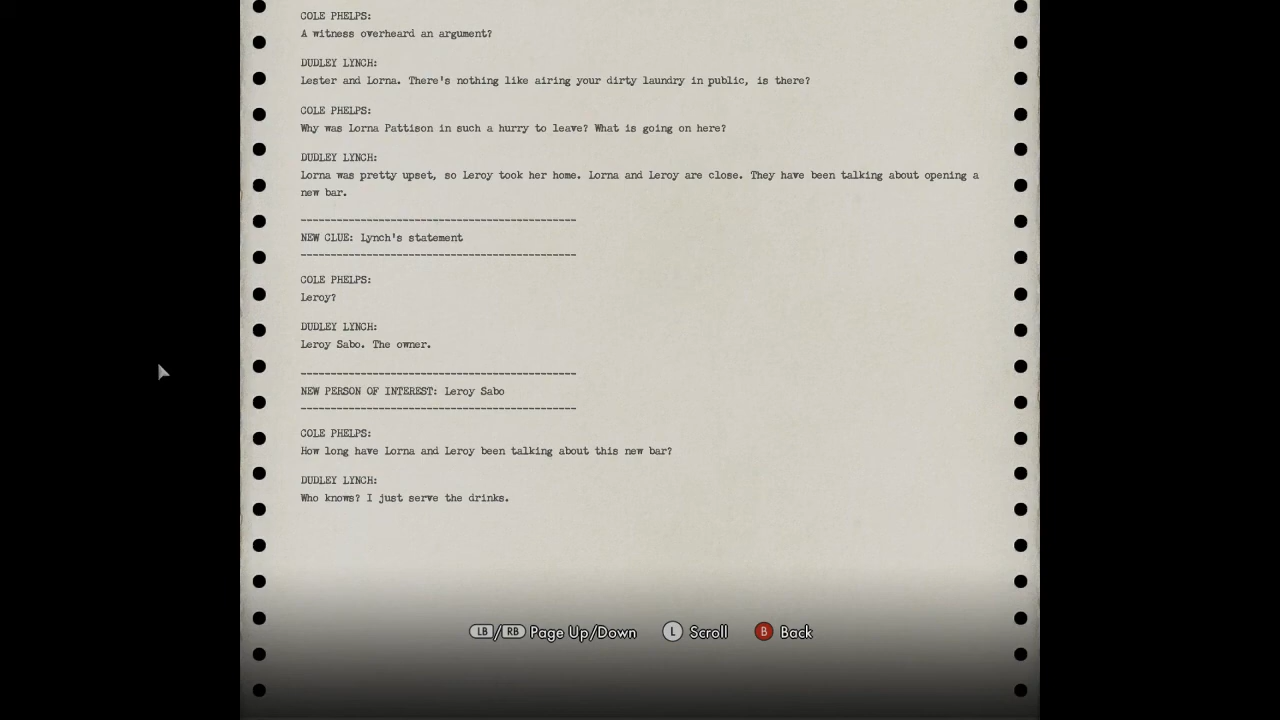 COLE PHELPS:
A witness overheard an argument?
DUDLEY LYNCH:
Lester and Lorna. There's nothing like airing your dirty laundry in public, is there?
COLE PHELPS:
Why was Lorna Pattison in such a hurry to leave? What is going on here?
DUDLEY LYNCH:
Lorna was pretty upset, so Leroy took her home. Lorna and Leroy are close. They have been talking about opening a
new bar.
----------------------------------------------
NEW CLUE: Lynch's statement
----------------------------------------------
COLE PHELPS:
Leroy?
DUDLEY LYNCH:
Leroy Sabo. The owner.
----------------------------------------------
NEW PERSON OF INTEREST: Leroy Sabo
----------------------------------------------
COLE PHELPS:
How long have Lorna and Leroy been talking about this new bar?
DUDLEY LYNCH:
Who knows? I just serve the drinks.
LB/RB Page Up/Down L Scroll B Back